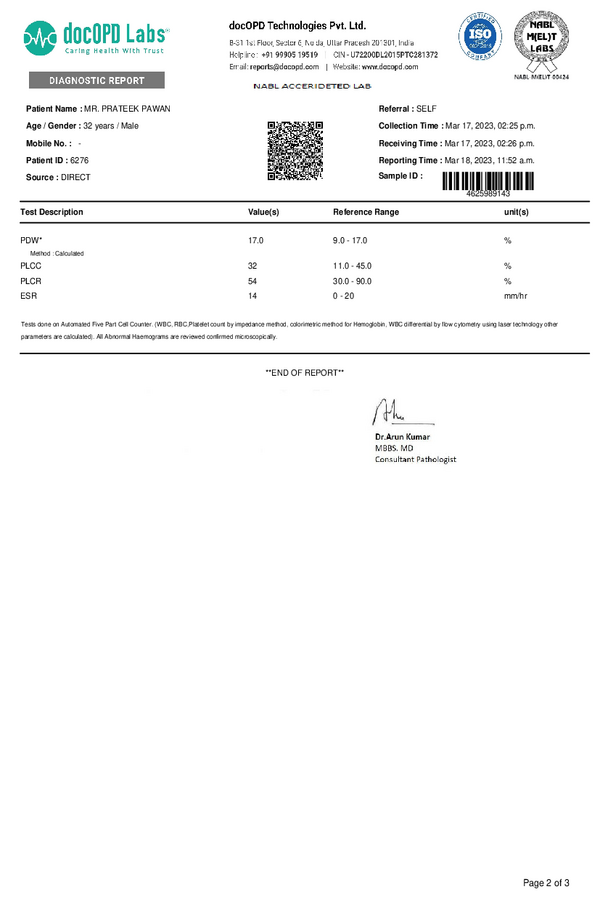 docOPD Labs
Caring Health With Trust
DIAGNOSTIC REPORT
docOPD Technologies Pvt. Ltd.
B-51 1st Floor, Sector 6, Noida, Uttar Pradesh 201301, India
Helpline: +91 99905 19519 | CIN - U72200DL2015PTC281372
Email: reports@docopd.com | Website: www.docopd.com
NABL ACCERIDETED LAB
CERTIFIED
ISO
COMPANY
NABL
M(EL)T
LABS
NABL M(EL)T 00424
Patient Name : MR. PRATEEK PAWAN
Age / Gender : 32 years / Male
Mobile No. : -
Patient ID : 6276
Source : DIRECT
Referral : SELF
Collection Time : Mar 17, 2023, 02:25 p.m.
Receiving Time : Mar 17, 2023, 02:26 p.m.
Reporting Time : Mar 18, 2023, 11:52 a.m.
Sample ID :
4625989143
Test Description Value(s) Reference Range unit(s)
PDW* 17.0 9.0 - 17.0 %
Method : Calculated
PLCC 32 11.0 - 45.0 %
PLCR 54 30.0 - 90.0 %
ESR 14 0 - 20 mm/hr
Tests done on Automated Five Part Cell Counter. (WBC, RBC,Platelet count by impedance method, colorimetric method for Hemoglobin, WBC differential by flow cytometry using laser technology other
parameters are calculated). All Abnormal Haemograms are reviewed confirmed microscopically.
**END OF REPORT**
Dr.Arun Kumar
MBBS. MD
Consultant Pathologist
Page 2 of 3